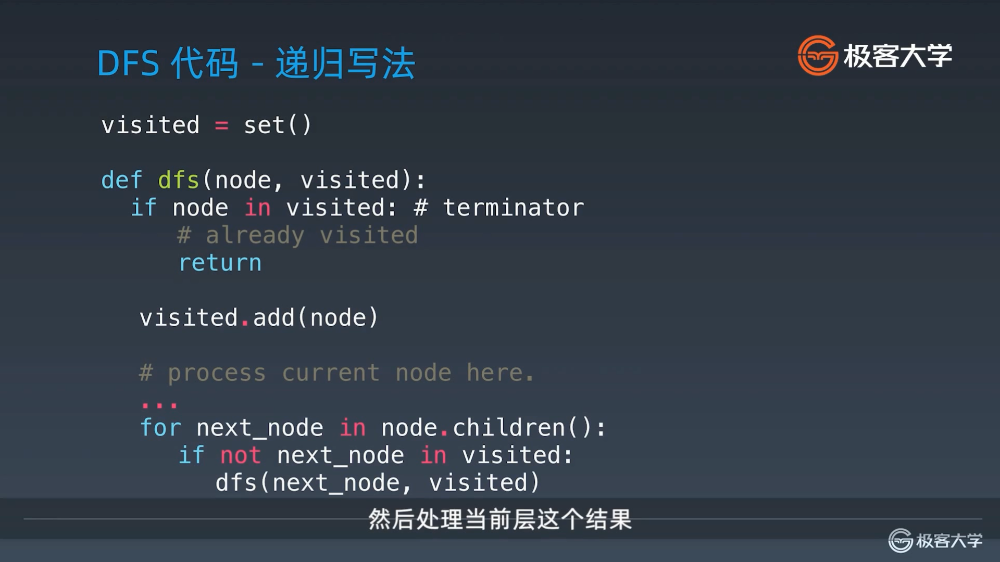 DFS 代码 - 递归写法
极客大学
visited = set()
def dfs(node, visited):
if node in visited: # terminator
# already visited
return
visited.add(node)
# process current node here.
...
for next_node in node.children():
if not next_node in visited:
dfs(next_node, visited)
然后处理当前层这个结果
极客大学